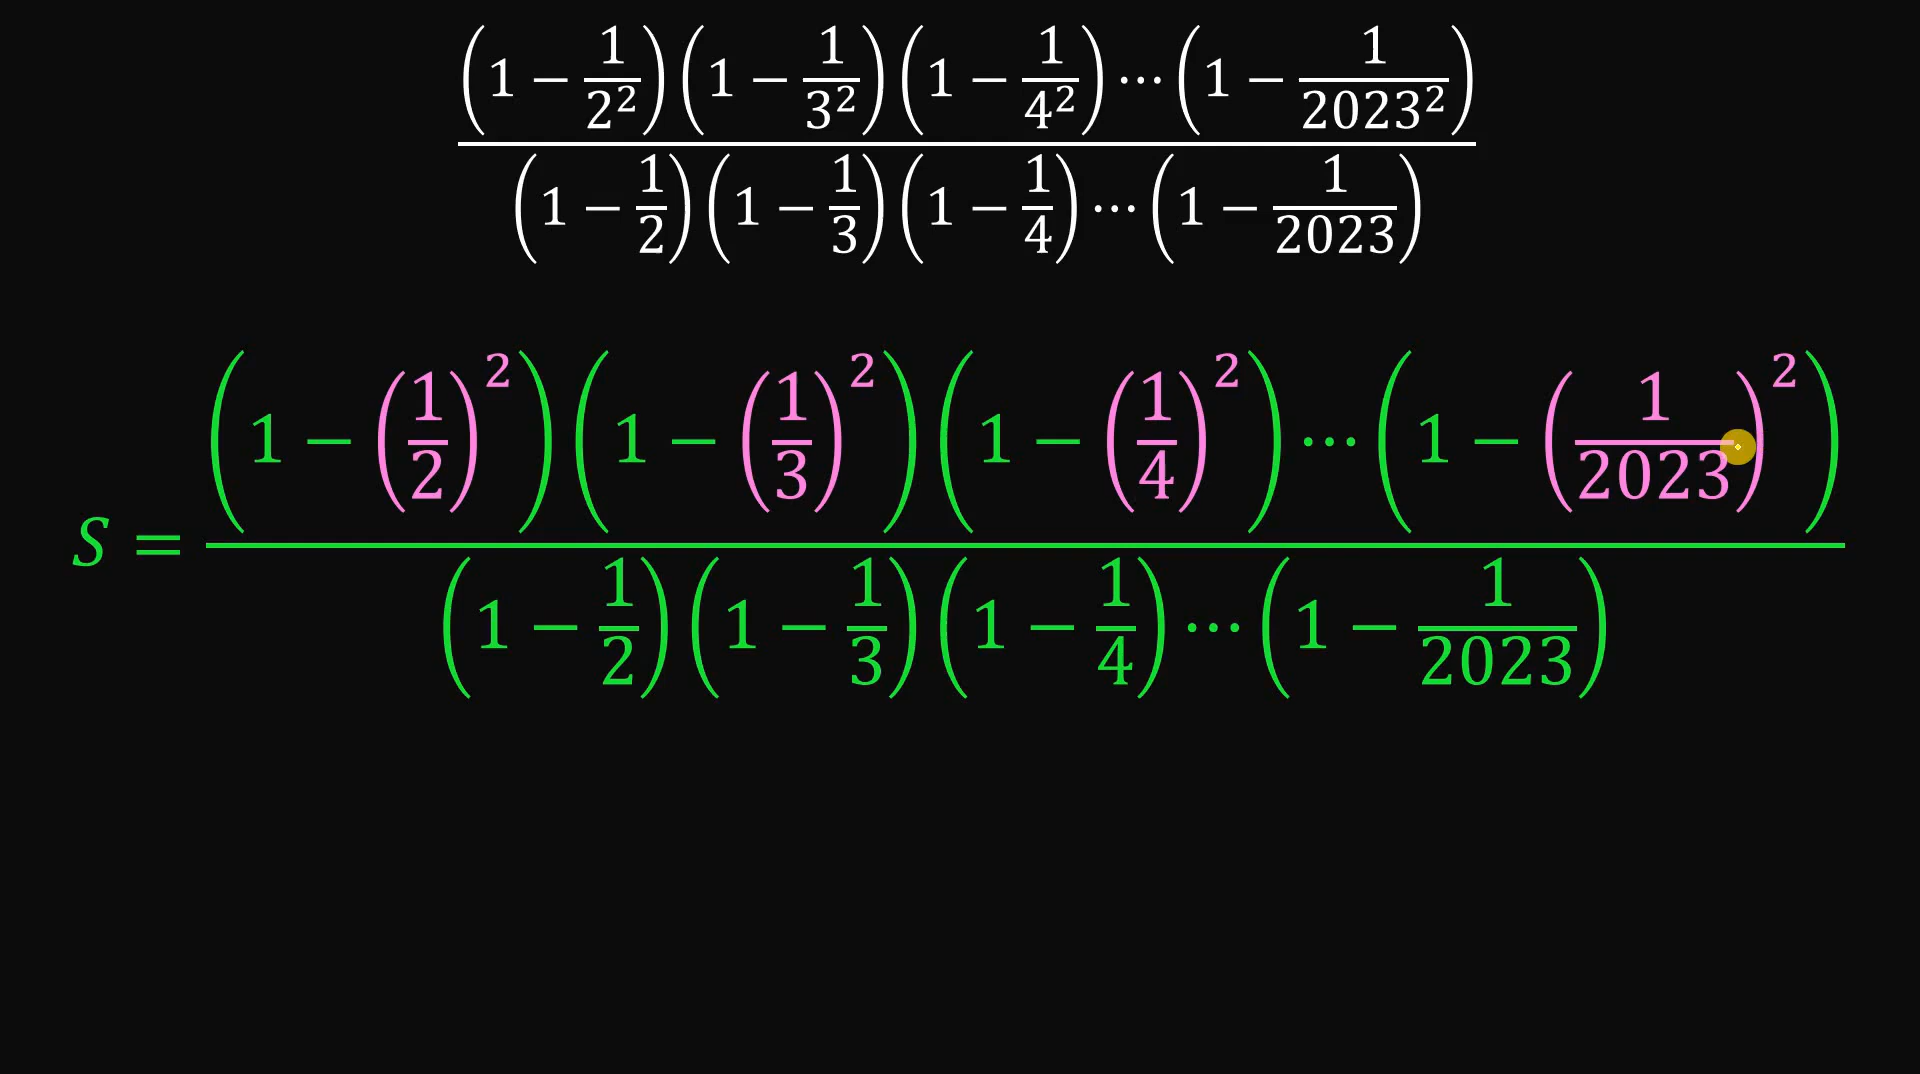 (1 − 1/2²)(1 − 1/3²)(1 − 1/4²)⋯(1 − 1/2023²)
(1 − 1/2)(1 − 1/3)(1 − 1/4)⋯(1 − 1/2023)
S = (1 − (1/2)²)(1 − (1/3)²)(1 − (1/4)²)⋯(1 − (1/2023)²)
(1 − 1/2)(1 − 1/3)(1 − 1/4)⋯(1 − 1/2023)